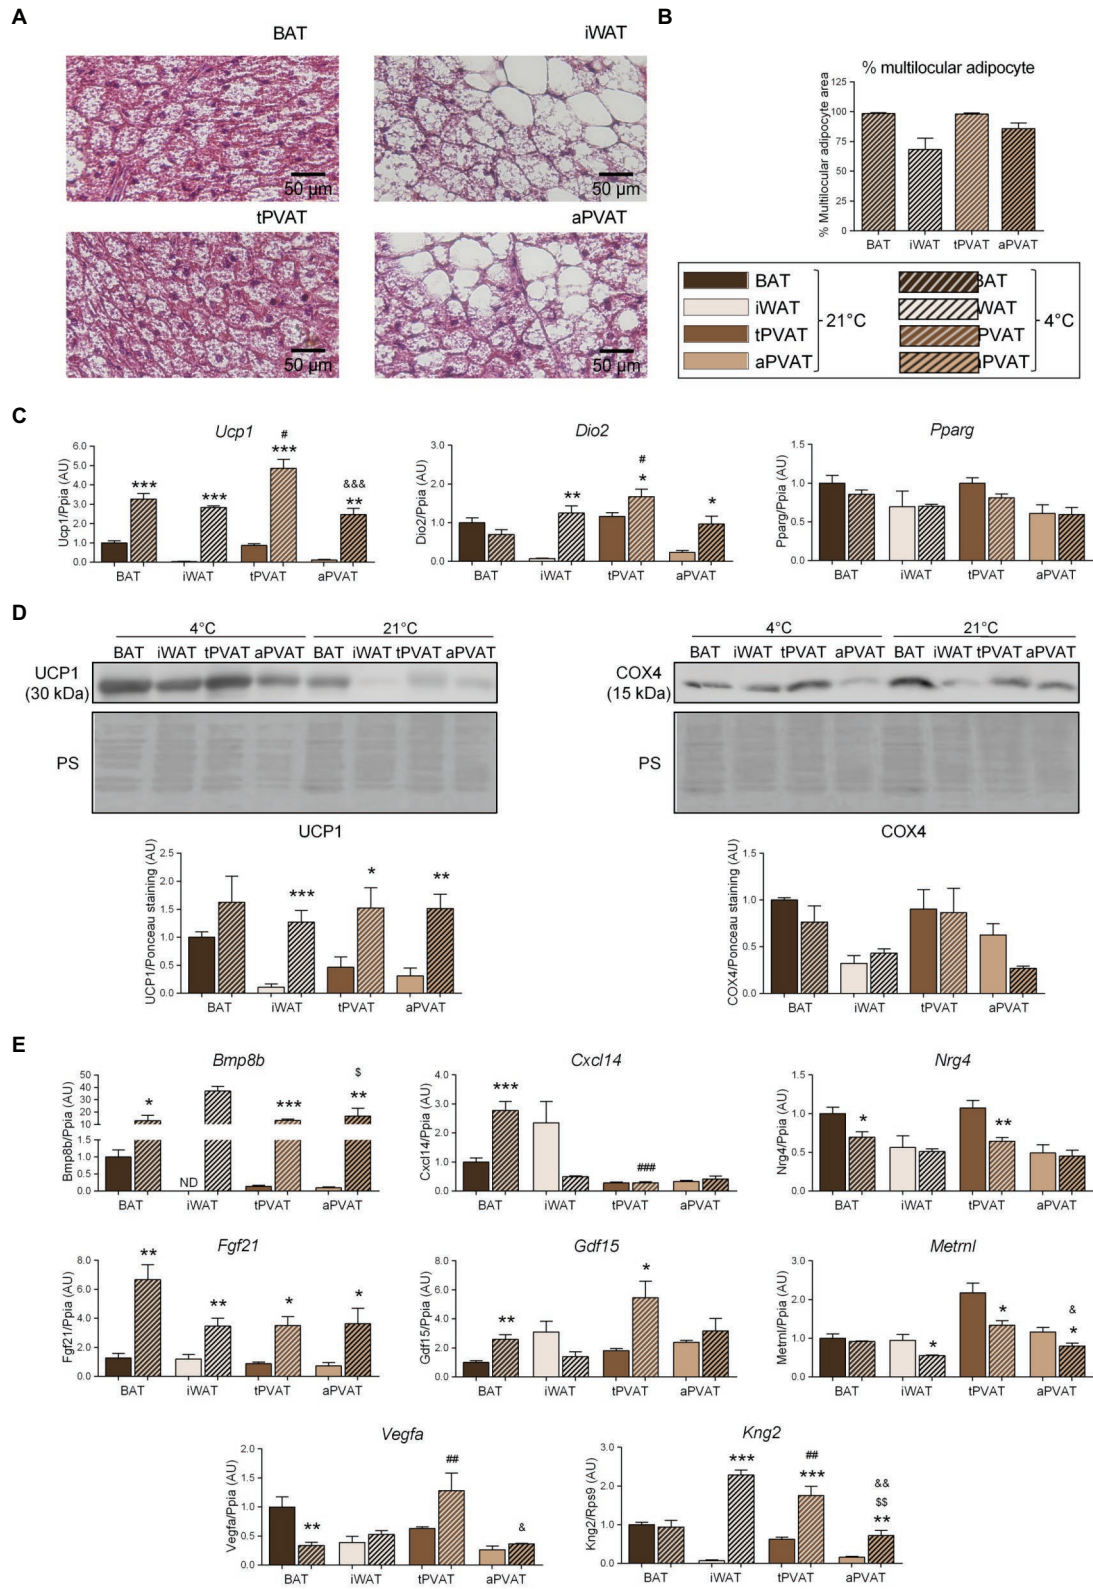 A
BAT
iWAT
50 µm
50 µm
tPVAT
aPVAT
50 µm
50 µm
B
% multilocular adipocyte
% Multilocular adipocyte area
125
100
75
50
25
0
BAT iWAT tPVAT aPVAT
BAT
iWAT
tPVAT
aPVAT
21°C
BAT
WAT
PVAT
PVAT
4°C
C
Ucp1
Ucp1/Ppia (AU)
6.0
5.0
4.0
3.0
2.0
1.0
0.0
*** *** # *** &&& **
BAT iWAT tPVAT aPVAT
Dio2
Dio2/Ppia (AU)
3.0
2.0
1.0
0.0
** # * *
BAT iWAT tPVAT aPVAT
Pparg
Pparg/Ppia (AU)
1.5
1.0
0.5
0.0
BAT iWAT tPVAT aPVAT
D
4°C 21°C
BAT iWAT tPVAT aPVAT BAT iWAT tPVAT aPVAT
UCP1
(30 kDa)
PS
4°C 21°C
BAT iWAT tPVAT aPVAT BAT iWAT tPVAT aPVAT
COX4
(15 kDa)
PS
UCP1
UCP1/Ponceau staining (AU)
2.5
2.0
1.5
1.0
0.5
0.0
*** * **
BAT iWAT tPVAT aPVAT
COX4
COX4/Ponceau staining (AU)
1.5
1.0
0.5
0.0
BAT iWAT tPVAT aPVAT
E
Bmp8b
Bmp8b/Ppia (AU)
50
40
30
20
10
1.5
1.0
0.5
0.0
* ND *** $ **
BAT iWAT tPVAT aPVAT
Cxcl14
Cxcl14/Ppia (AU)
4.0
3.0
2.0
1.0
0.0
*** ###
BAT iWAT tPVAT aPVAT
Nrg4
Nrg4/Ppia (AU)
1.5
1.0
0.5
0.0
* **
BAT iWAT tPVAT aPVAT
Fgf21
Fgf21/Ppia (AU)
8.0
6.0
4.0
2.0
0.0
** ** * *
BAT iWAT tPVAT aPVAT
Gdf15
Gdf15/Ppia (AU)
8.0
6.0
4.0
2.0
0.0
** *
BAT iWAT tPVAT aPVAT
Metrnl
Metrnl/Ppia (AU)
3.0
2.0
1.0
0.0
* * & *
BAT iWAT tPVAT aPVAT
Vegfa
Vegfa/Ppia (AU)
2.0
1.5
1.0
0.5
0.0
** ## &
BAT iWAT tPVAT aPVAT
Kng2
Kng2/Rps9 (AU)
3.0
2.0
1.0
0.0
*** ## *** && $$ **
BAT iWAT tPVAT aPVAT